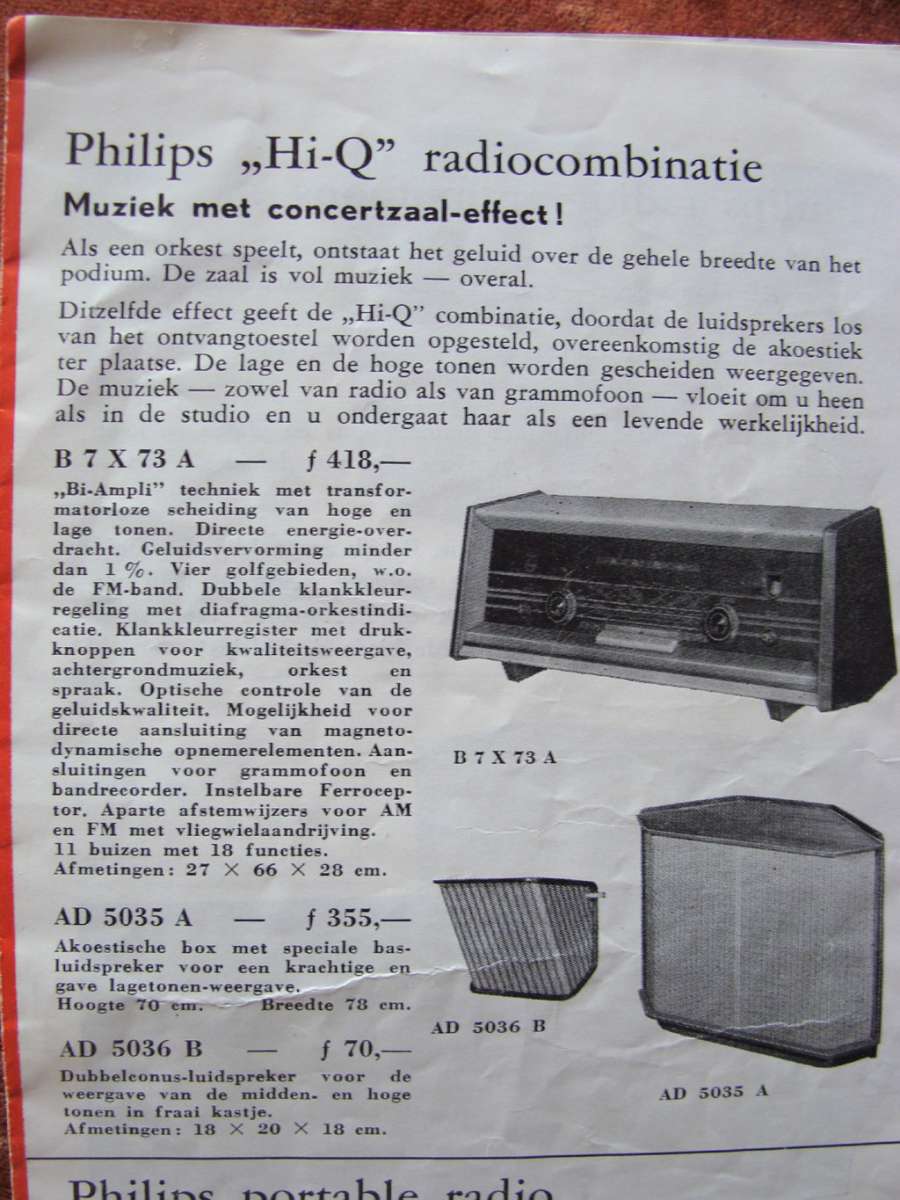 Philips „Hi-Q” radiocombinatie
Muziek met concertzaal-effect!
Als een orkest speelt, ontstaat het geluid over de gehele breedte van het
podium. De zaal is vol muziek — overal.
Ditzelfde effect geeft de „Hi-Q” combinatie, doordat de luidsprekers los
van het ontvangtoestel worden opgesteld, overeenkomstig de akoestiek
ter plaatse. De lage en de hoge tonen worden gescheiden weergegeven.
De muziek — zowel van radio als van grammofoon — vloeit om u heen
als in de studio en u ondergaat haar als een levende werkelijkheid.
B 7 X 73 A — f 418,—
„Bi-Ampli” techniek met transfor-
matorloze scheiding van hoge en
lage tonen. Directe energie-over-
dracht. Geluidsvervorming minder
dan 1 %. Vier golfgebieden, w.o.
de FM-band. Dubbele klankkleur-
regeling met diafragma-orkestindi-
catie. Klankkleurregister met druk-
knoppen voor kwaliteitsweergave,
achtergrondmuziek, orkest en
spraak. Optische controle van de
geluidskwaliteit. Mogelijkheid voor
directe aansluiting van magneto-
dynamische opnemerelementen. Aan-
sluitingen voor grammofoon en
bandrecorder. Instelbare Ferrocep-
tor. Aparte afstemwijzers voor AM
en FM met vliegwielaandrijving.
11 buizen met 18 functies.
Afmetingen: 27 × 66 × 28 cm.
B 7 X 73 A
AD 5035 A — f 355,—
Akoestische box met speciale bas-
luidspreker voor een krachtige en
gave lagetonen-weergave.
Hoogte 70 cm. Breedte 78 cm.
AD 5036 B — f 70,—
Dubbelconus-luidspreker voor de
weergave van de midden- en hoge
tonen in fraai kastje.
Afmetingen: 18 × 20 × 18 cm.
AD 5036 B
AD 5035 A
Philips portable radio